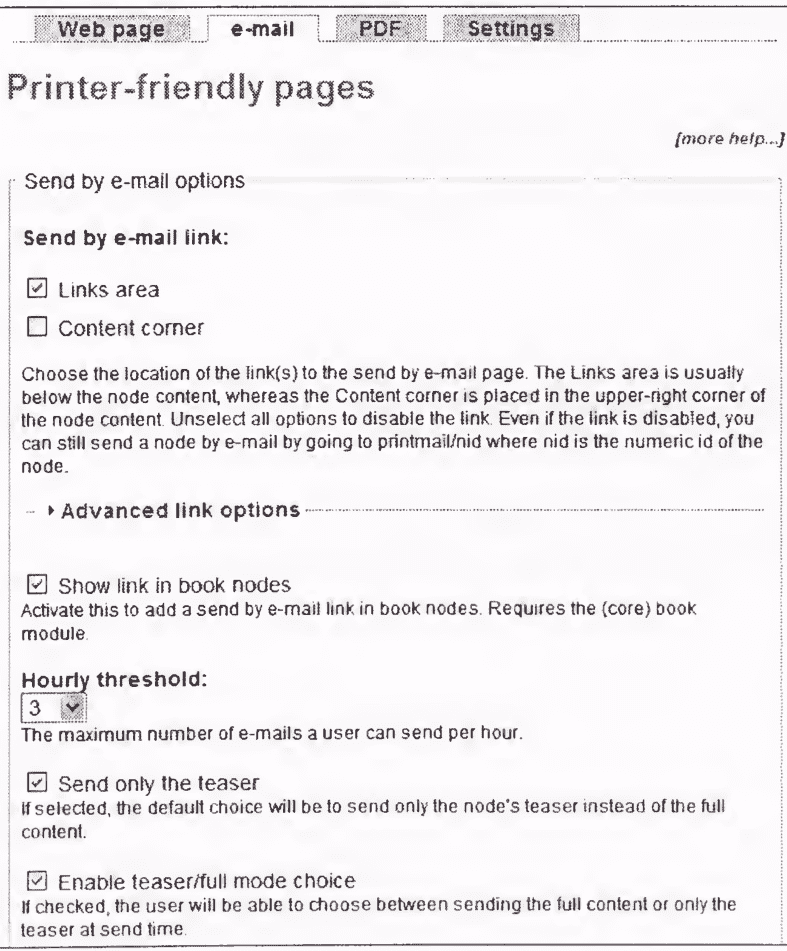 Web page e-mail PDF Settings
Printer-friendly pages
[more help...]
Send by e-mail options
Send by e-mail link:
Links area
Content corner
Choose the location of the link(s) to the send by e-mail page. The Links area is usually
below the node content, whereas the Content corner is placed in the upper-right corner of
the node content. Unselect all options to disable the link. Even if the link is disabled, you
can still send a node by e-mail by going to printmail/nid where nid is the numeric id of the
node.
Advanced link options
Show link in book nodes
Activate this to add a send by e-mail link in book nodes. Requires the (core) book
module.
Hourly threshold:
3
The maximum number of e-mails a user can send per hour.
Send only the teaser
If selected, the default choice will be to send only the node's teaser instead of the full
content.
Enable teaser/full mode choice
If checked, the user will be able to choose between sending the full content or only the
teaser at send time.